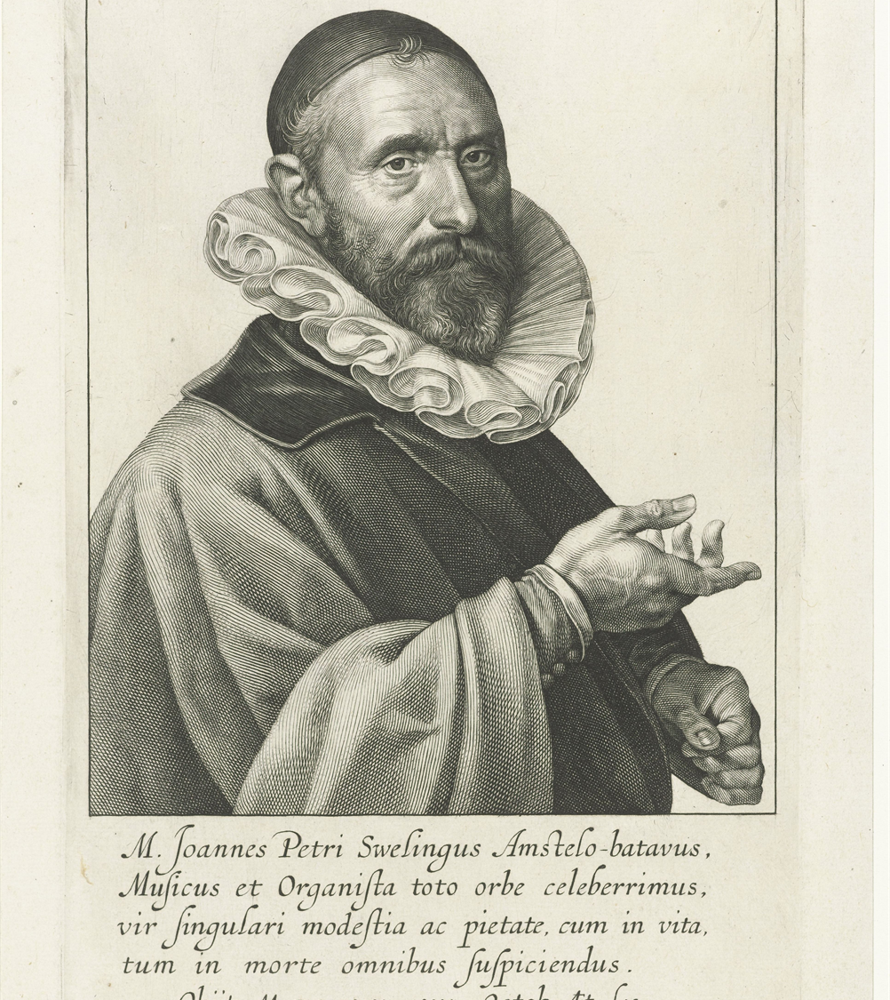 M. Joannes Petri Swelingus Amstelo-batavus,
Muſicus et Organiſta toto orbe celeberrimus,
vir ſingulari modeſtia ac pietate, cum in vita,
tum in morte omnibus ſuſpiciendus.